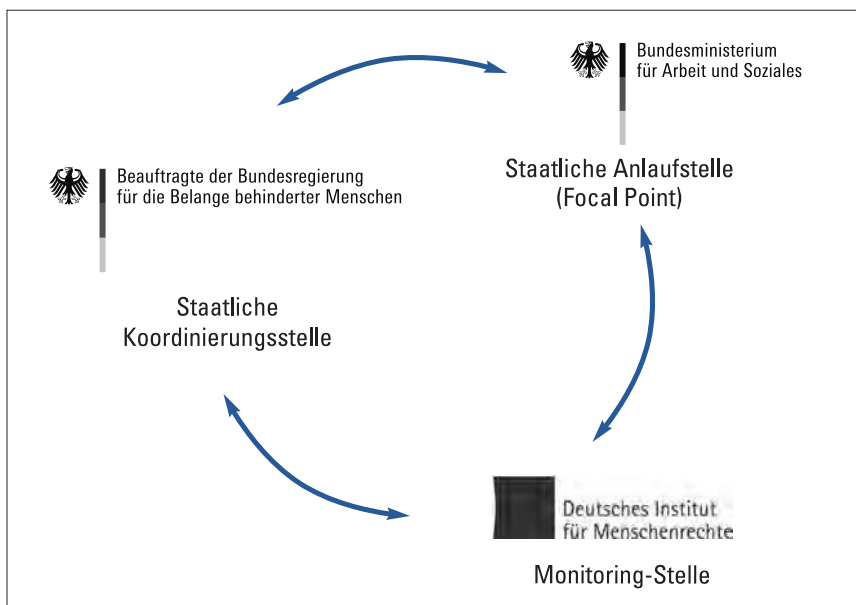 Bundesministerium
für Arbeit und Soziales
Staatliche Anlaufstelle
(Focal Point)
Beauftragte der Bundesregierung
für die Belange behinderter Menschen
Staatliche
Koordinierungsstelle
Deutsches Institut
für Menschenrechte
Monitoring-Stelle